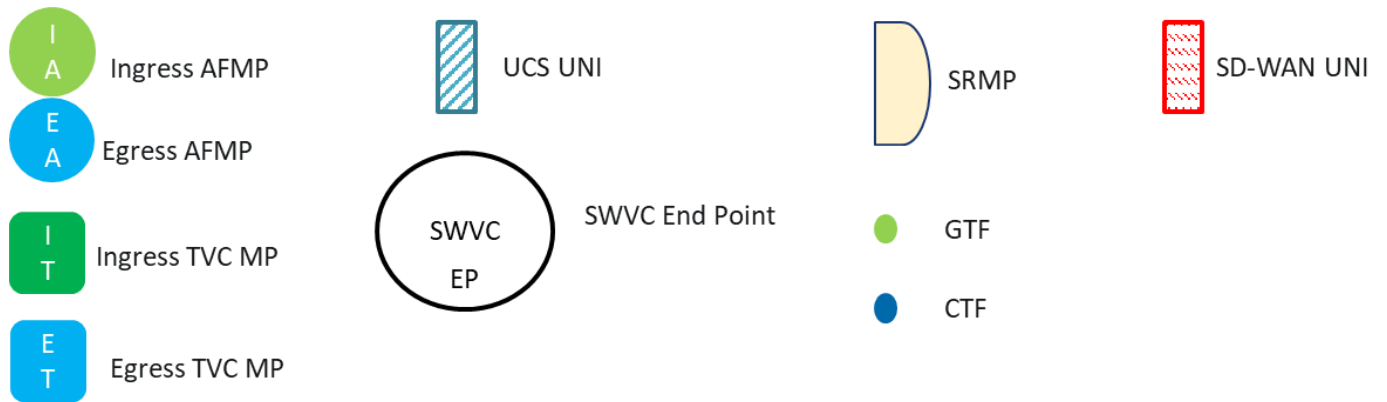 I
A
Ingress AFMP
E
A
Egress AFMP
I
T
Ingress TVC MP
E
T
Egress TVC MP
UCS UNI
SWVC
EP
SWVC End Point
SRMP
GTF
CTF
SD-WAN UNI